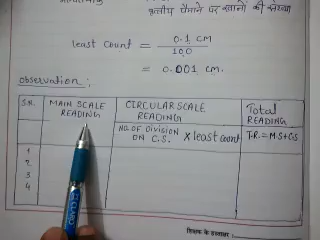 वृत्तीय पैमाने पर खानों की संख्या
least count = 0.1 cm
100
= 0.001 cm.
observation:
S.N.
MAIN SCALE
READING
CIRCULAR SCALE
READING
NO. OF DIVISION
ON C.S. × least count
Total
READING
T.R.= M.S+C.S
1
2
3
4
शिक्षक के हस्ताक्षर :